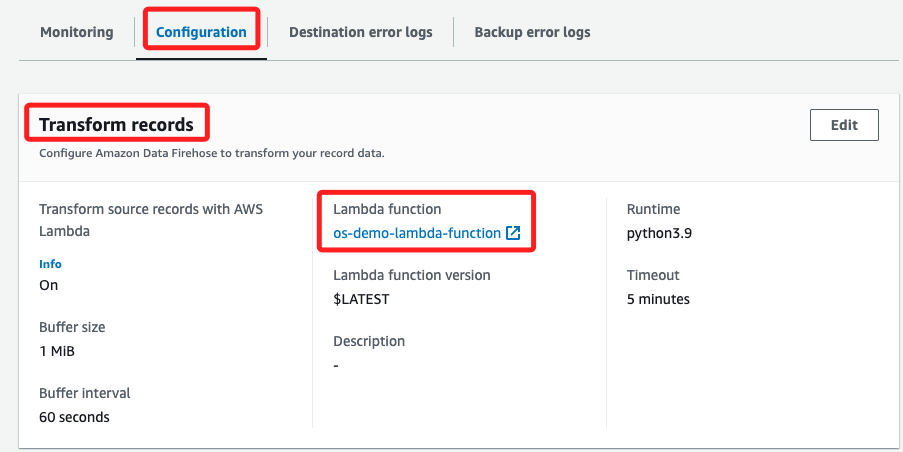 Monitoring
Configuration
Destination error logs
Backup error logs
Transform records
Edit
Configure Amazon Data Firehose to transform your record data.
Transform source records with AWS
Lambda
Info
On
Buffer size
1 MiB
Buffer interval
60 seconds
Lambda function
os-demo-lambda-function
Lambda function version
$LATEST
Description
-
Runtime
python3.9
Timeout
5 minutes